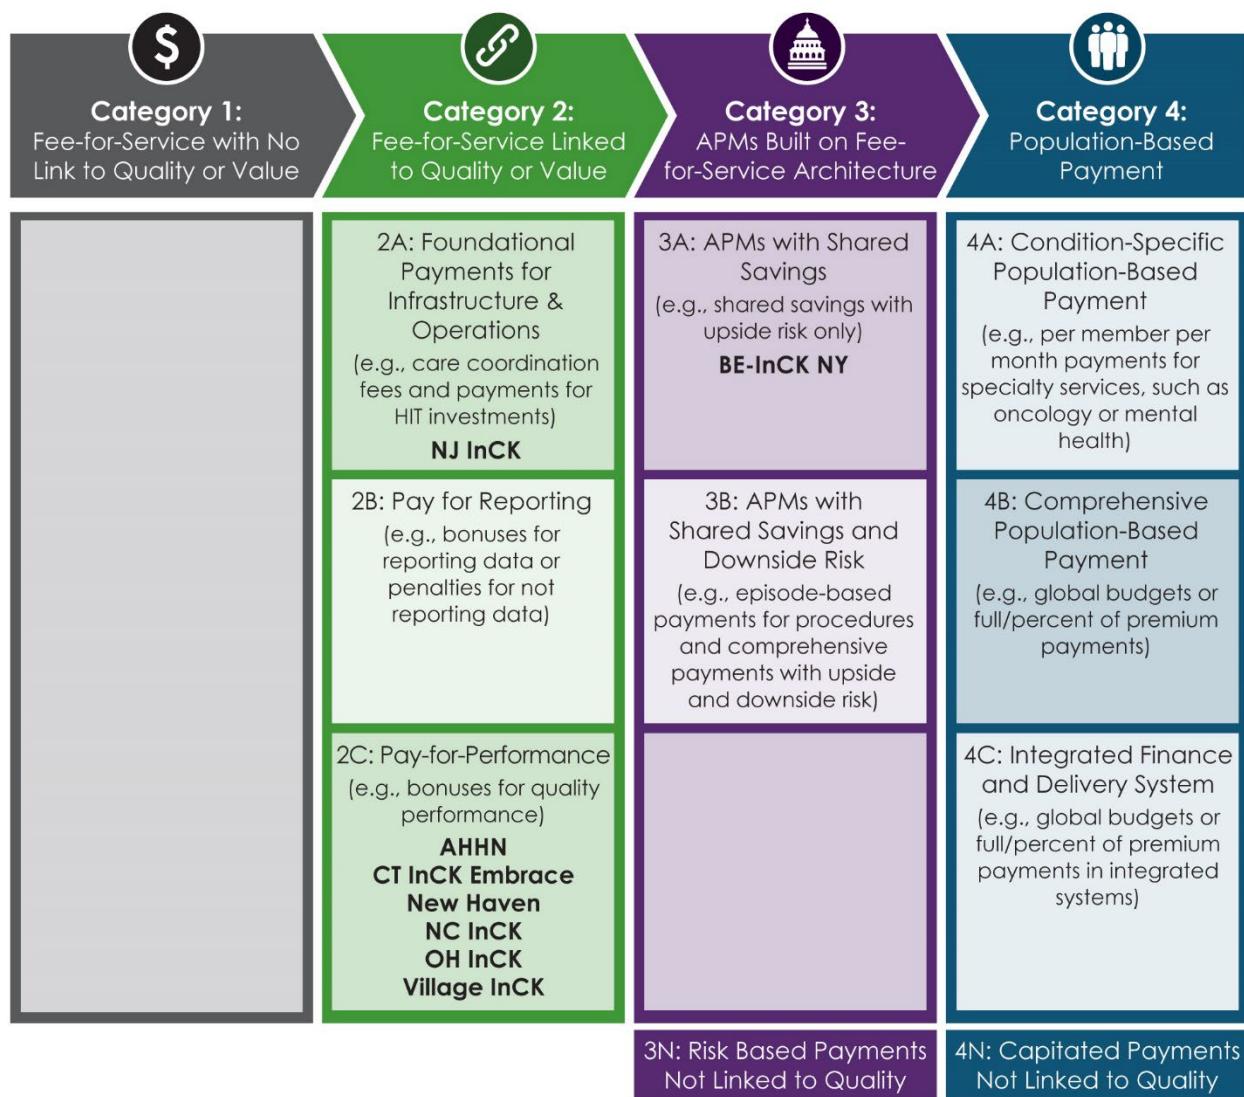 $
Category 1:
Fee-for-Service with No
Link to Quality or Value
Category 2:
Fee-for-Service Linked
to Quality or Value
2A: Foundational
Payments for
Infrastructure &
Operations
(e.g., care coordination
fees and payments for
HIT investments)
NJ InCK
2B: Pay for Reporting
(e.g., bonuses for
reporting data or
penalties for not
reporting data)
2C: Pay-for-Performance
(e.g., bonuses for quality
performance)
AHHN
CT InCK Embrace
New Haven
NC InCK
OH InCK
Village InCK
Category 3:
APMs Built on Fee-
for-Service Architecture
3A: APMs with Shared
Savings
(e.g., shared savings with
upside risk only)
BE-InCK NY
3B: APMs with
Shared Savings and
Downside Risk
(e.g., episode-based
payments for procedures
and comprehensive
payments with upside
and downside risk)
3N: Risk Based Payments
Not Linked to Quality
Category 4:
Population-Based
Payment
4A: Condition-Specific
Population-Based
Payment
(e.g., per member per
month payments for
specialty services, such as
oncology or mental
health)
4B: Comprehensive
Population-Based
Payment
(e.g., global budgets or
full/percent of premium
payments)
4C: Integrated Finance
and Delivery System
(e.g., global budgets or
full/percent of premium
payments in integrated
systems)
4N: Capitated Payments
Not Linked to Quality